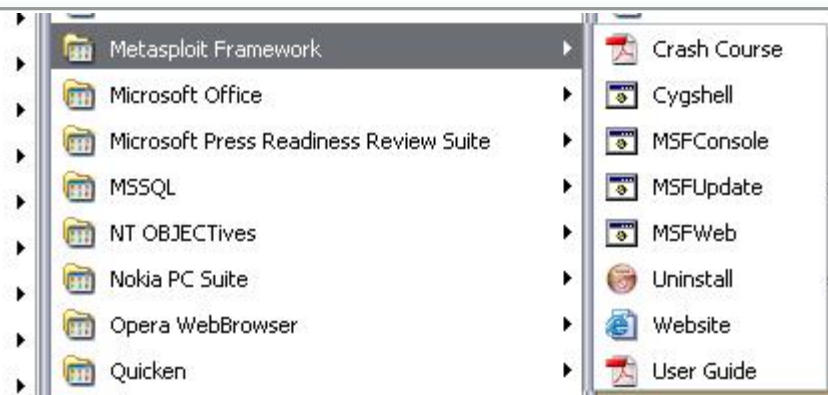 Metasploit Framework
Microsoft Office
Microsoft Press Readiness Review Suite
MSSQL
NT OBJECTives
Nokia PC Suite
Opera WebBrowser
Quicken
Crash Course
Cygshell
MSFConsole
MSFUpdate
MSFWeb
Uninstall
Website
User Guide